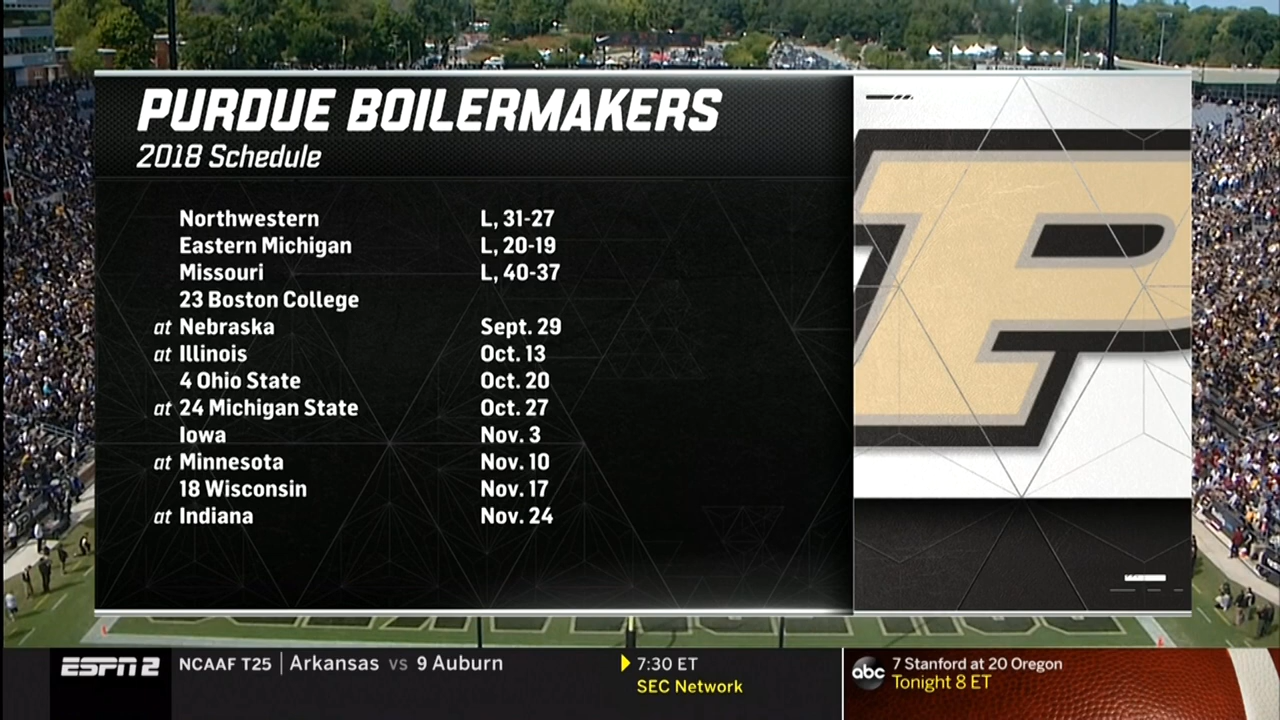 PURDUE BOILERMAKERS
2018 Schedule
Northwestern L, 31-27
Eastern Michigan L, 20-19
Missouri L, 40-37
23 Boston College
at Nebraska Sept. 29
at Illinois Oct. 13
4 Ohio State Oct. 20
at 24 Michigan State Oct. 27
Iowa Nov. 3
at Minnesota Nov. 10
18 Wisconsin Nov. 17
at Indiana Nov. 24
P
ESPN2 NCAAF T25 Arkansas vs 9 Auburn 7:30 ET
SEC Network
abc 7 Stanford at 20 Oregon
Tonight 8 ET